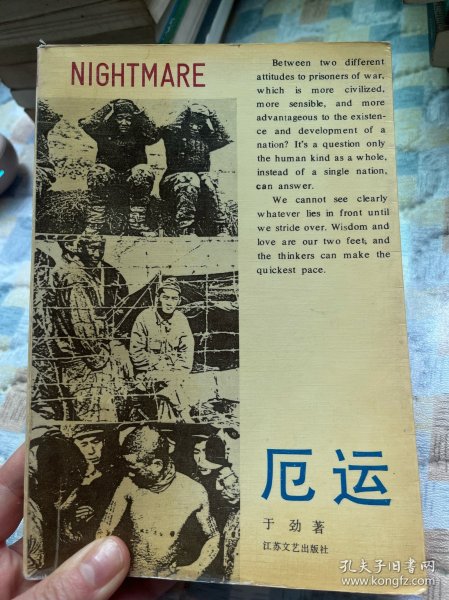 NIGHTMARE
Between two different
attitudes to prisoners of war,
which is more civilized,
more sensible, and more
advantageous to the existen-
ce and development of a
nation? It's a question only
the human kind as a whole,
instead of a single nation,
can answer.
We cannot see clearly
whatever lies in front until
we stride over. Wisdom and
love are our two feet, and
the thinkers can make the
quickest pace.
厄运
于劲著
江苏文艺出版社
孔夫子旧书网
www.kongfz.com